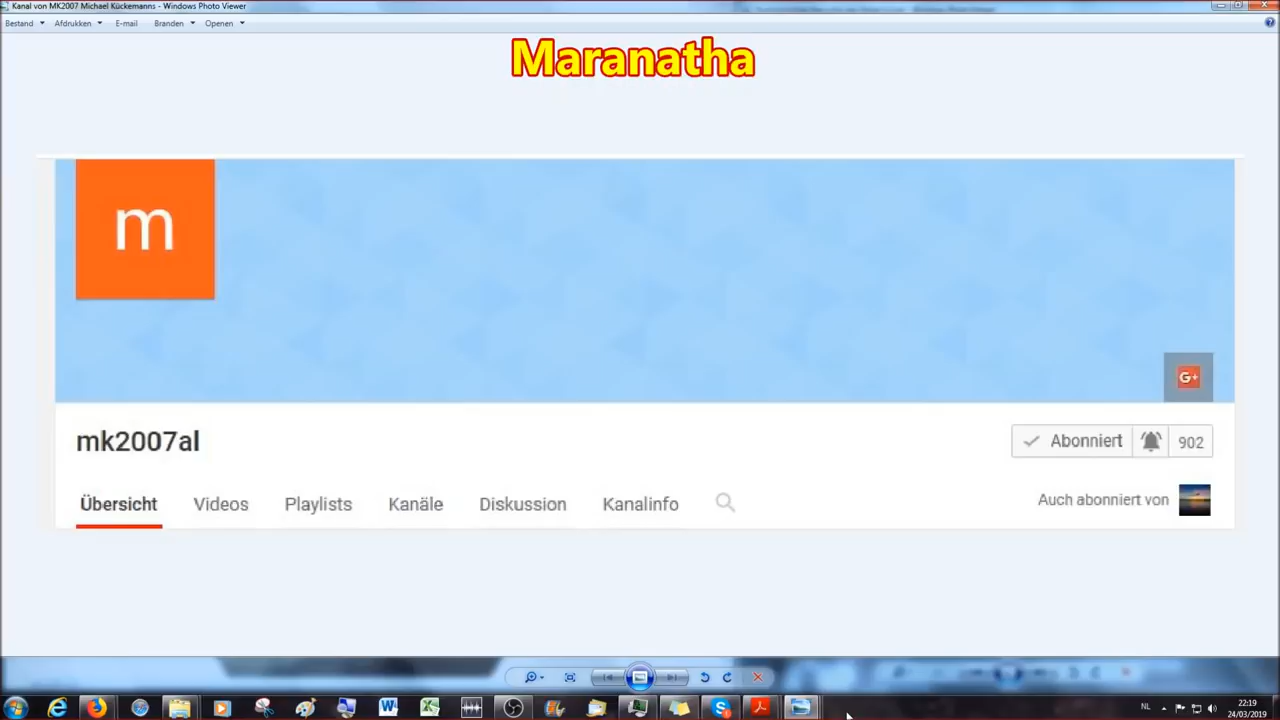 Kanal von MK2007 Michael Kückemanns - Windows Photo Viewer
Bestand Afdrukken E-mail Branden Openen
Maranatha
m
G+
mk2007al
Abonniert 902
Übersicht Videos Playlists Kanäle Diskussion Kanalinfo
Auch abonniert von
NL
22:19
24/03/2019